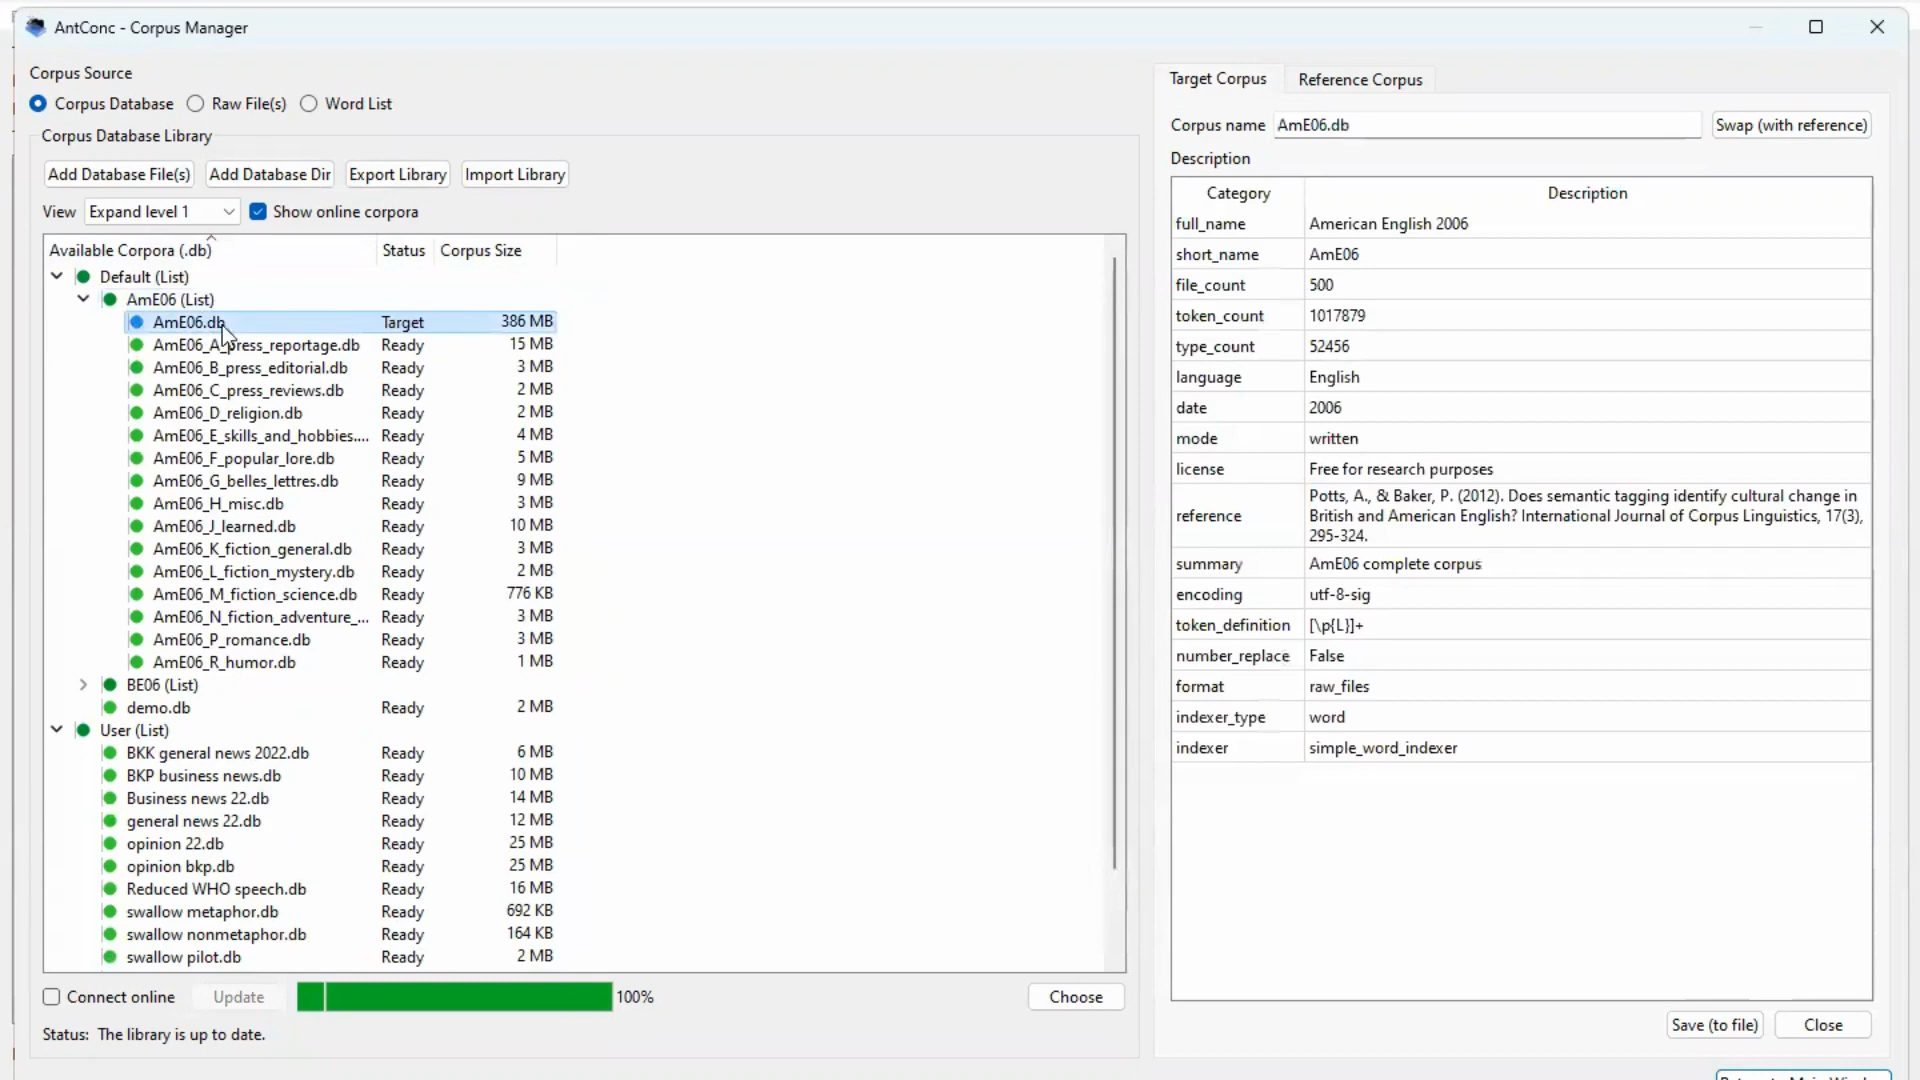 AntConc - Corpus Manager
Corpus Source
Corpus Database
Raw File(s)
Word List
Corpus Database Library
Add Database File(s)
Add Database Dir
Export Library
Import Library
View
Expand level 1
Show online corpora
Available Corpora (.db) Status Corpus Size
Default (List)
AmE06 (List)
AmE06.db Target 386 MB
AmE06_A_press_reportage.db Ready 15 MB
AmE06_B_press_editorial.db Ready 3 MB
AmE06_C_press_reviews.db Ready 2 MB
AmE06_D_religion.db Ready 2 MB
AmE06_E_skills_and_hobbies.... Ready 4 MB
AmE06_F_popular_lore.db Ready 5 MB
AmE06_G_belles_lettres.db Ready 9 MB
AmE06_H_misc.db Ready 3 MB
AmE06_J_learned.db Ready 10 MB
AmE06_K_fiction_general.db Ready 3 MB
AmE06_L_fiction_mystery.db Ready 2 MB
AmE06_M_fiction_science.db Ready 776 KB
AmE06_N_fiction_adventure_... Ready 3 MB
AmE06_P_romance.db Ready 3 MB
AmE06_R_humor.db Ready 1 MB
BE06 (List)
demo.db Ready 2 MB
User (List)
BKK general news 2022.db Ready 6 MB
BKP business news.db Ready 10 MB
Business news 22.db Ready 14 MB
general news 22.db Ready 12 MB
opinion 22.db Ready 25 MB
opinion bkp.db Ready 25 MB
Reduced WHO speech.db Ready 16 MB
swallow metaphor.db Ready 692 KB
swallow nonmetaphor.db Ready 164 KB
swallow pilot.db Ready 2 MB
Connect online
Update
100%
Choose
Status: The library is up to date.
Target Corpus
Reference Corpus
Corpus name
AmE06.db
Swap (with reference)
Description
Category Description
full_name American English 2006
short_name AmE06
file_count 500
token_count 1017879
type_count 52456
language English
date 2006
mode written
license Free for research purposes
reference Potts, A., & Baker, P. (2012). Does semantic tagging identify cultural change in
British and American English? International Journal of Corpus Linguistics, 17(3),
295-324.
summary AmE06 complete corpus
encoding utf-8-sig
token_definition [\p{L}]+
number_replace False
format raw_files
indexer_type word
indexer simple_word_indexer
Save (to file)
Close